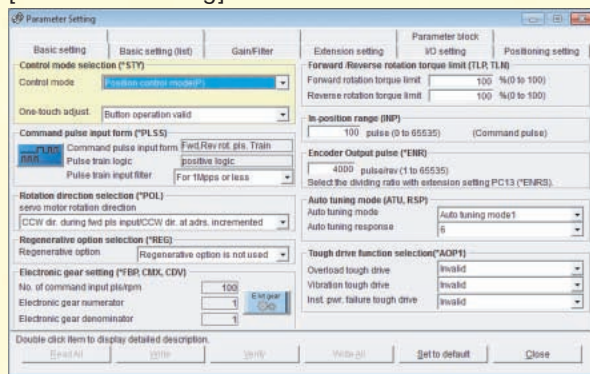 Parameter Setting
Parameter block
Basic setting
Basic setting (list)
Gain/Filter
Extension setting
I/O setting
Positioning setting
Control mode selection (*STY)
Control mode
Position control mode(P)
One-touch adjust.
Button operation valid
Command pulse input form (*PLSS)
Command pulse input form
Fwd,Rev rot. pls. Train
Pulse train logic
positive logic
Pulse train input filter
For 1Mpps or less
Rotation direction selection (*POL)
servo motor rotation direction
CCW dir. during fwd pls input/CCW dir. at adrs. incremented
Regenerative option selection (*REG)
Regenerative option
Regenerative option is not used
Electronic gear setting (*FBP, CMX, CDV)
No. of command input pls/rpm
100
Electronic gear numerator
1
Electronic gear denominator
1
Forward /Reverse rotation torque limit (TLP, TLN)
Forward rotation torque limit
100 %(0 to 100)
Reverse rotation torque limit
100 %(0 to 100)
In-position range (INP)
100 pulse (0 to 65535) (Command pulse)
Encoder Output pulse (*ENR)
4000 pulse/rev (1 to 65535)
Select the dividing ratio with extension setting PC13 (*ENRS).
Auto tuning mode (ATU, RSP)
Auto tuning mode
Auto tuning mode1
Auto tuning response
6
Tough drive function selection(*AOP1)
Overload tough drive
Invalid
Vibration tough drive
Invalid
Inst. pwr. failure tough drive
Invalid
Double click item to display detailed description.
Read All
Write
Verify
Write All
Set to default
Close